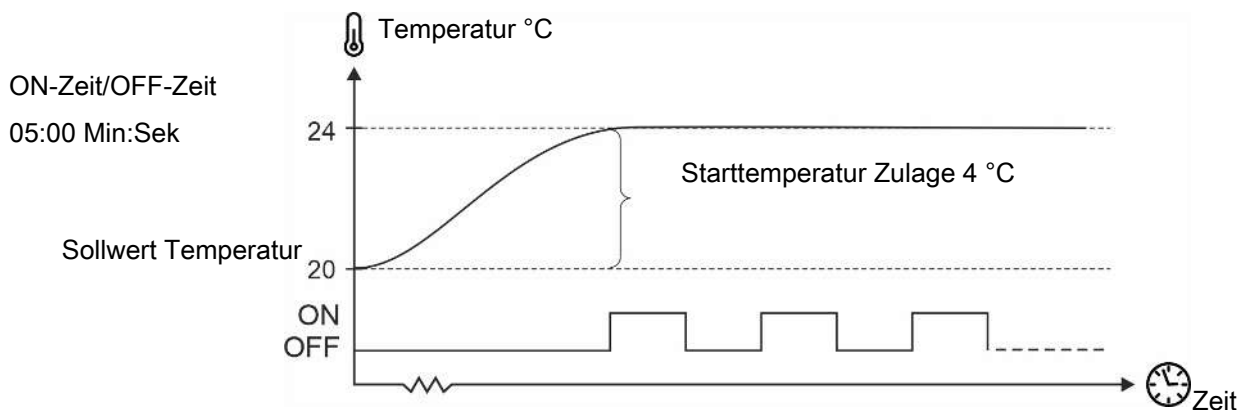 Temperatur °C
ON-Zeit/OFF-Zeit
05:00 Min:Sek
24
Starttemperatur Zulage 4 °C
Sollwert Temperatur
20
ON
OFF
Zeit